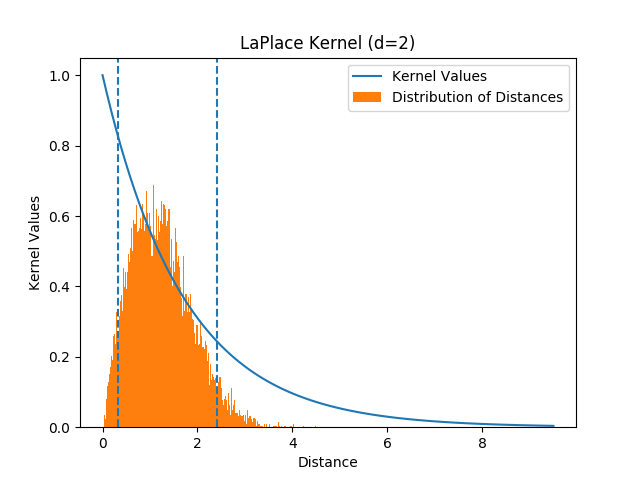 LaPlace Kernel (d=2)
Kernel Values
Distribution of Distances
Kernel Values
1.0
0.8
0.6
0.4
0.2
0.0
0 2 4 6 8
Distance